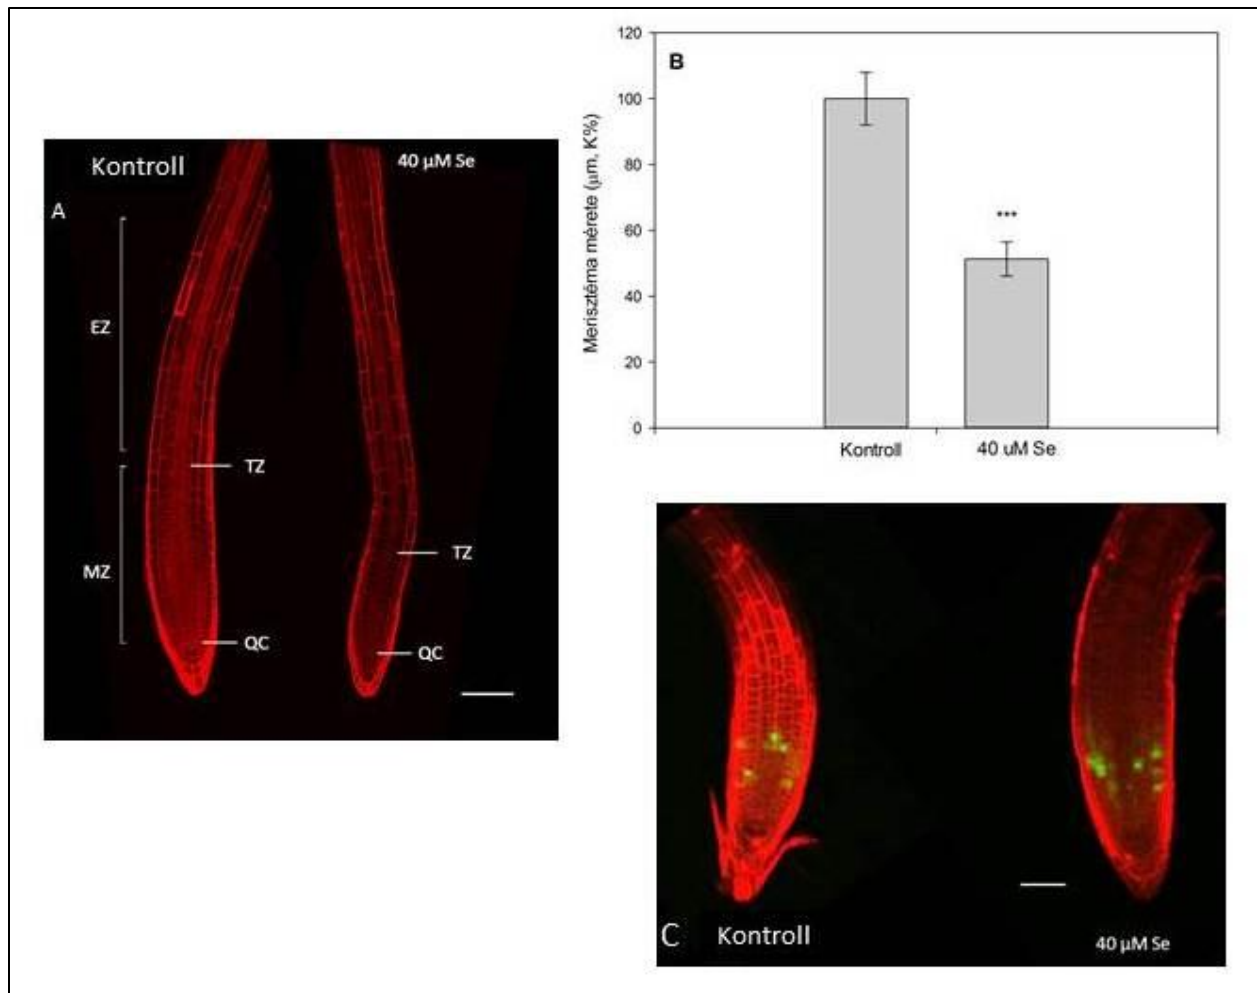 Kontroll
40 µM Se
A
EZ
TZ
MZ
TZ
QC
QC
B
120
100
80
60
40
20
0
Merisztéma mérete (µm, K%)
***
Kontroll
40 uM Se
C
Kontroll
40 µM Se